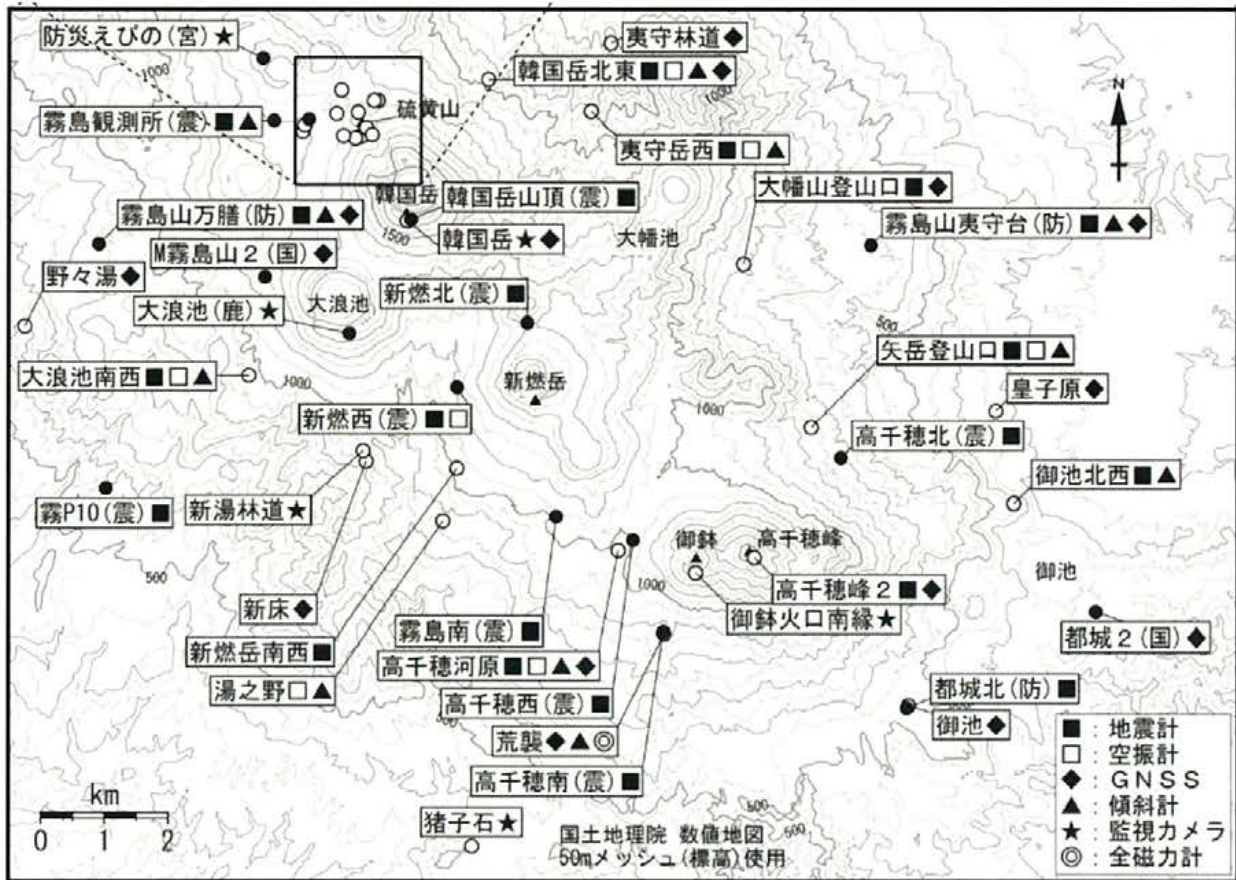 防災えびの(宮)★
夷守林道◆
1000
韓国岳北東■□▲◆
1000
N
硫黄山
霧島観測所(震)■▲
夷守岳西■□▲
大幡山登山口■◆
韓国岳
韓国岳山頂(震)■
霧島山万膳(防)■▲◆
霧島山夷守台(防)■▲◆
1500
韓国岳★◆
大幡池
M霧島山2(国)◆
野々湯◆
新燃北(震)■
大浪池
大浪池(鹿)★
500
矢岳登山口■□▲
大浪池南西■□▲
1000
新燃岳
皇子原◆
新燃西(震)■□
1000
高千穂北(震)■
御池北西■▲
霧P10(震)■
新湯林道★
御鉢
高千穂峰
500
1000
御池
高千穂峰2■◆
新床◆
霧島南(震)■
御鉢火口南縁★
都城2(国)◆
新燃岳南西■
高千穂河原■□▲◆
湯之野□▲
高千穂西(震)■
都城北(防)■
御池◆
荒襲◆▲◎
高千穂南(震)■
km
0 1 2
猪子石★
500
500
国土地理院 数値地図
50mメッシュ(標高)使用
■:地震計
□:空振計
◆:GNSS
▲:傾斜計
★:監視カメラ
◎:全磁力計